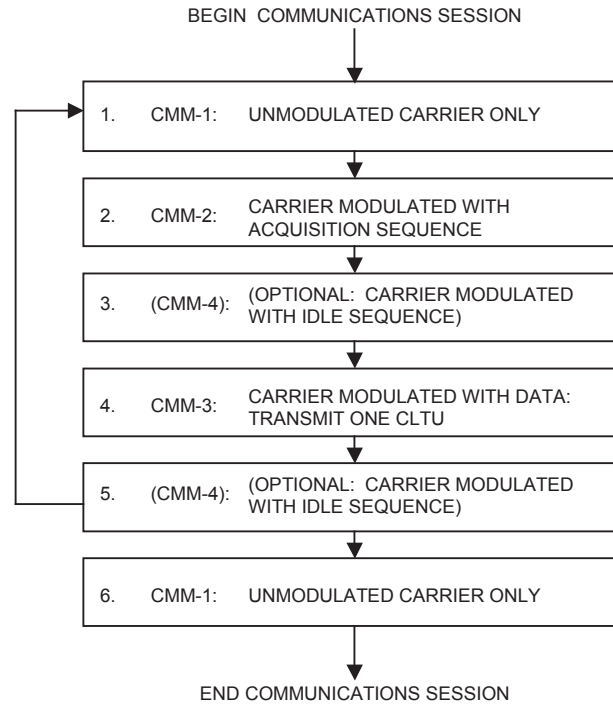 BEGIN COMMUNICATIONS SESSION
1. CMM-1: UNMODULATED CARRIER ONLY
2. CMM-2: CARRIER MODULATED WITH
ACQUISITION SEQUENCE
3. (CMM-4): (OPTIONAL: CARRIER MODULATED
WITH IDLE SEQUENCE)
4. CMM-3: CARRIER MODULATED WITH DATA:
TRANSMIT ONE CLTU
5. (CMM-4): (OPTIONAL: CARRIER MODULATED
WITH IDLE SEQUENCE)
6. CMM-1: UNMODULATED CARRIER ONLY
END COMMUNICATIONS SESSION